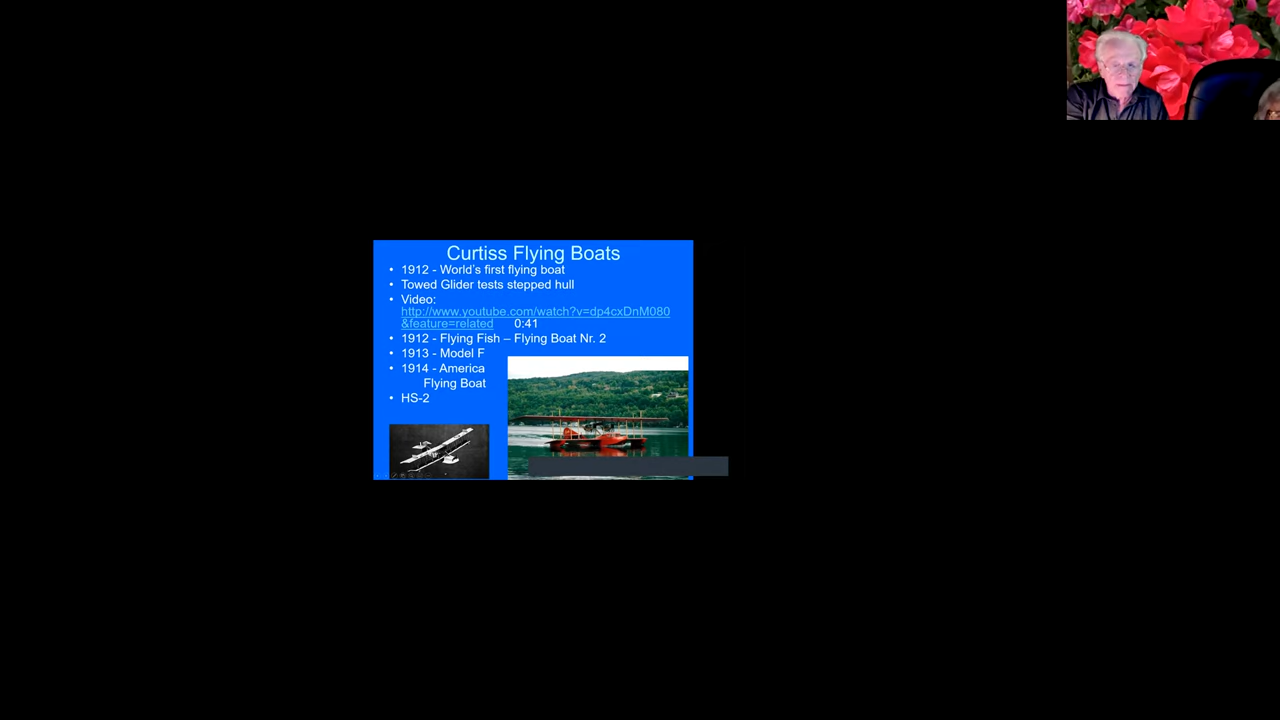 Curtiss Flying Boats
• 1912 - World's first flying boat
• Towed Glider tests stepped hull
• Video:
http://www.youtube.com/watch?v=dp4cxDnM080
&feature=related 0:41
• 1912 - Flying Fish – Flying Boat Nr. 2
• 1913 - Model F
• 1914 - America
Flying Boat
• HS-2